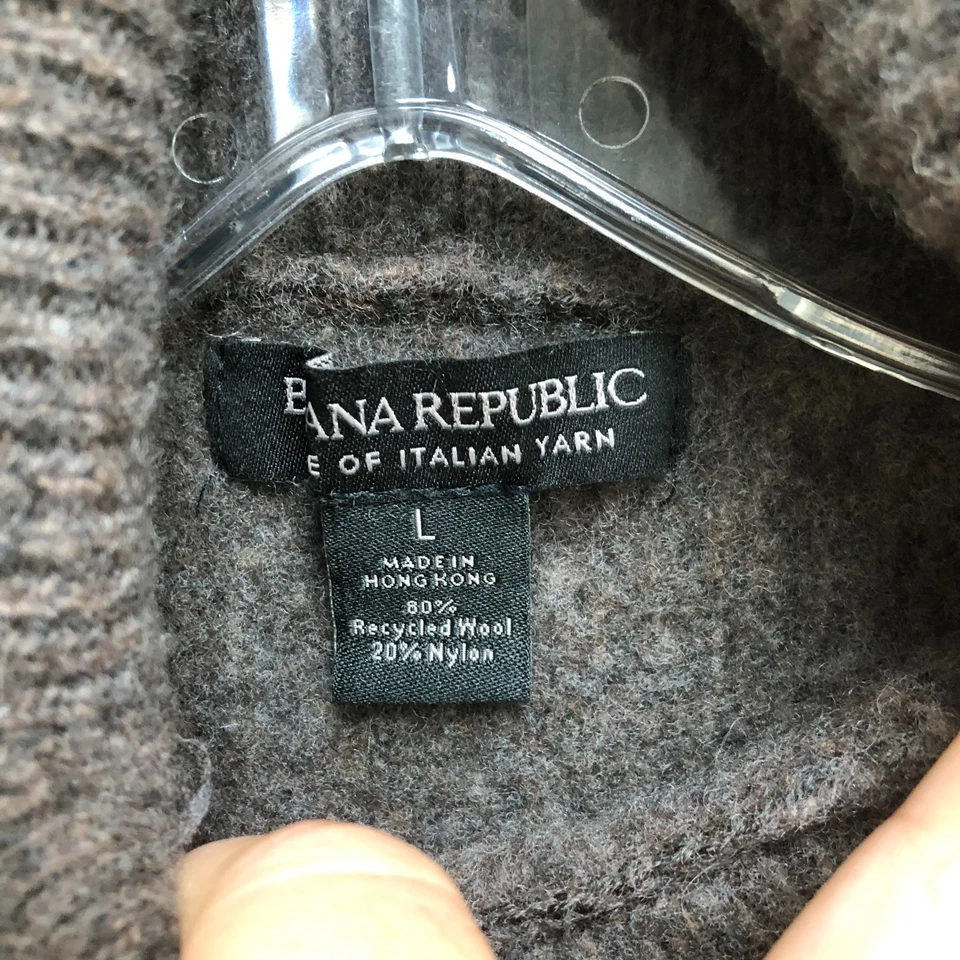 B ANA REPUBLIC
E OF ITALIAN YARN
L
MADE IN
HONG KONG
80%
Recycled Wool
20% Nylon